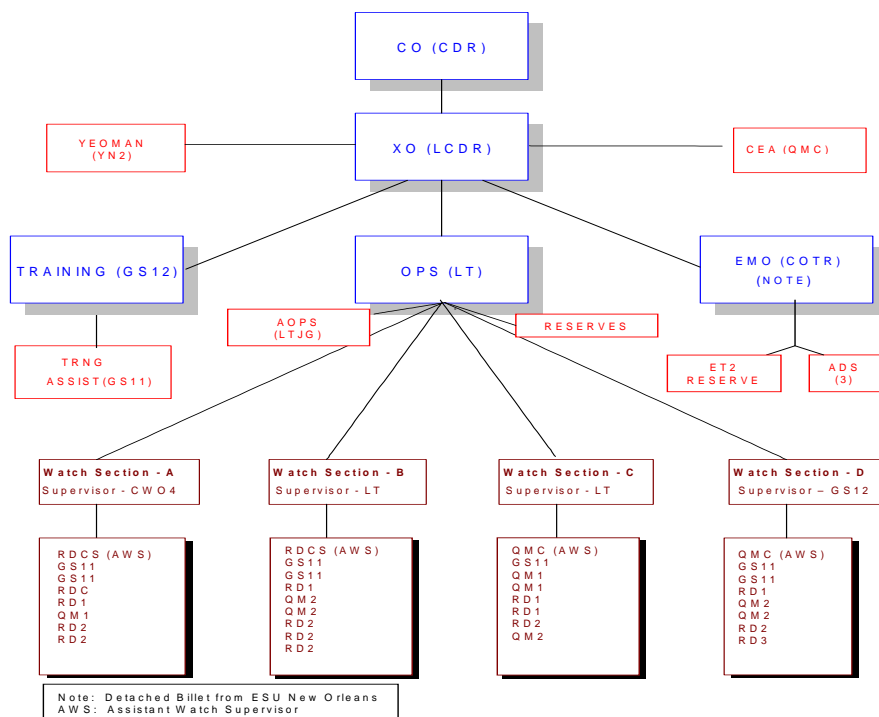 CO (CDR)
YEOMAN
(YN2)
XO (LCDR)
CEA (QMC)
TRAINING (GS12)
OPS (LT)
EMO (COTR)
(NOTE)
AOPS
(LTJG)
RESERVES
TRNG
ASSIST(GS11)
ET2
RESERVE
ADS
(3)
Watch Section - A
Supervisor - CWO4
Watch Section - B
Supervisor - LT
Watch Section - C
Supervisor - LT
Watch Section - D
Supervisor – GS12
RDCS (AWS)
GS11
GS11
RDC
RD1
QM1
RD2
RD2
RDCS (AWS)
GS11
GS11
RD1
QM2
QM2
RD2
RD2
RD2
QMC (AWS)
GS11
QM1
QM1
RD1
RD1
RD2
QM2
QMC (AWS)
GS11
GS11
RD1
QM2
QM2
RD2
RD3
Note: Detached Billet from ESU New Orleans
AWS: Assistant Watch Supervisor